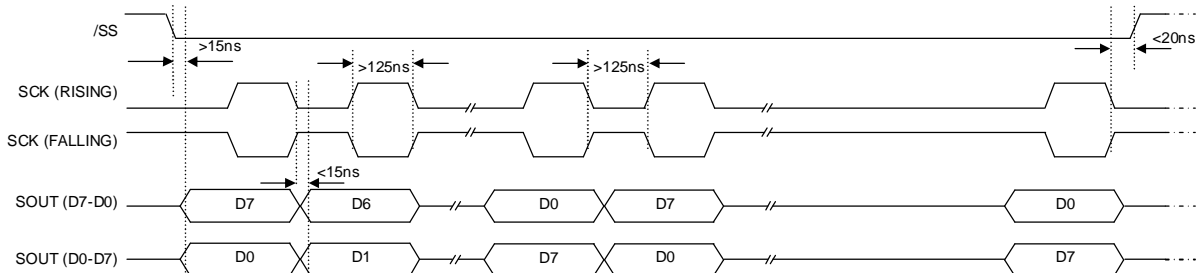 /SS
>15ns
<20ns
>125ns
>125ns
SCK (RISING)
SCK (FALLING)
<15ns
SOUT (D7-D0)
D7
D6
D0
D7
D0
SOUT (D0-D7)
D0
D1
D7
D0
D7